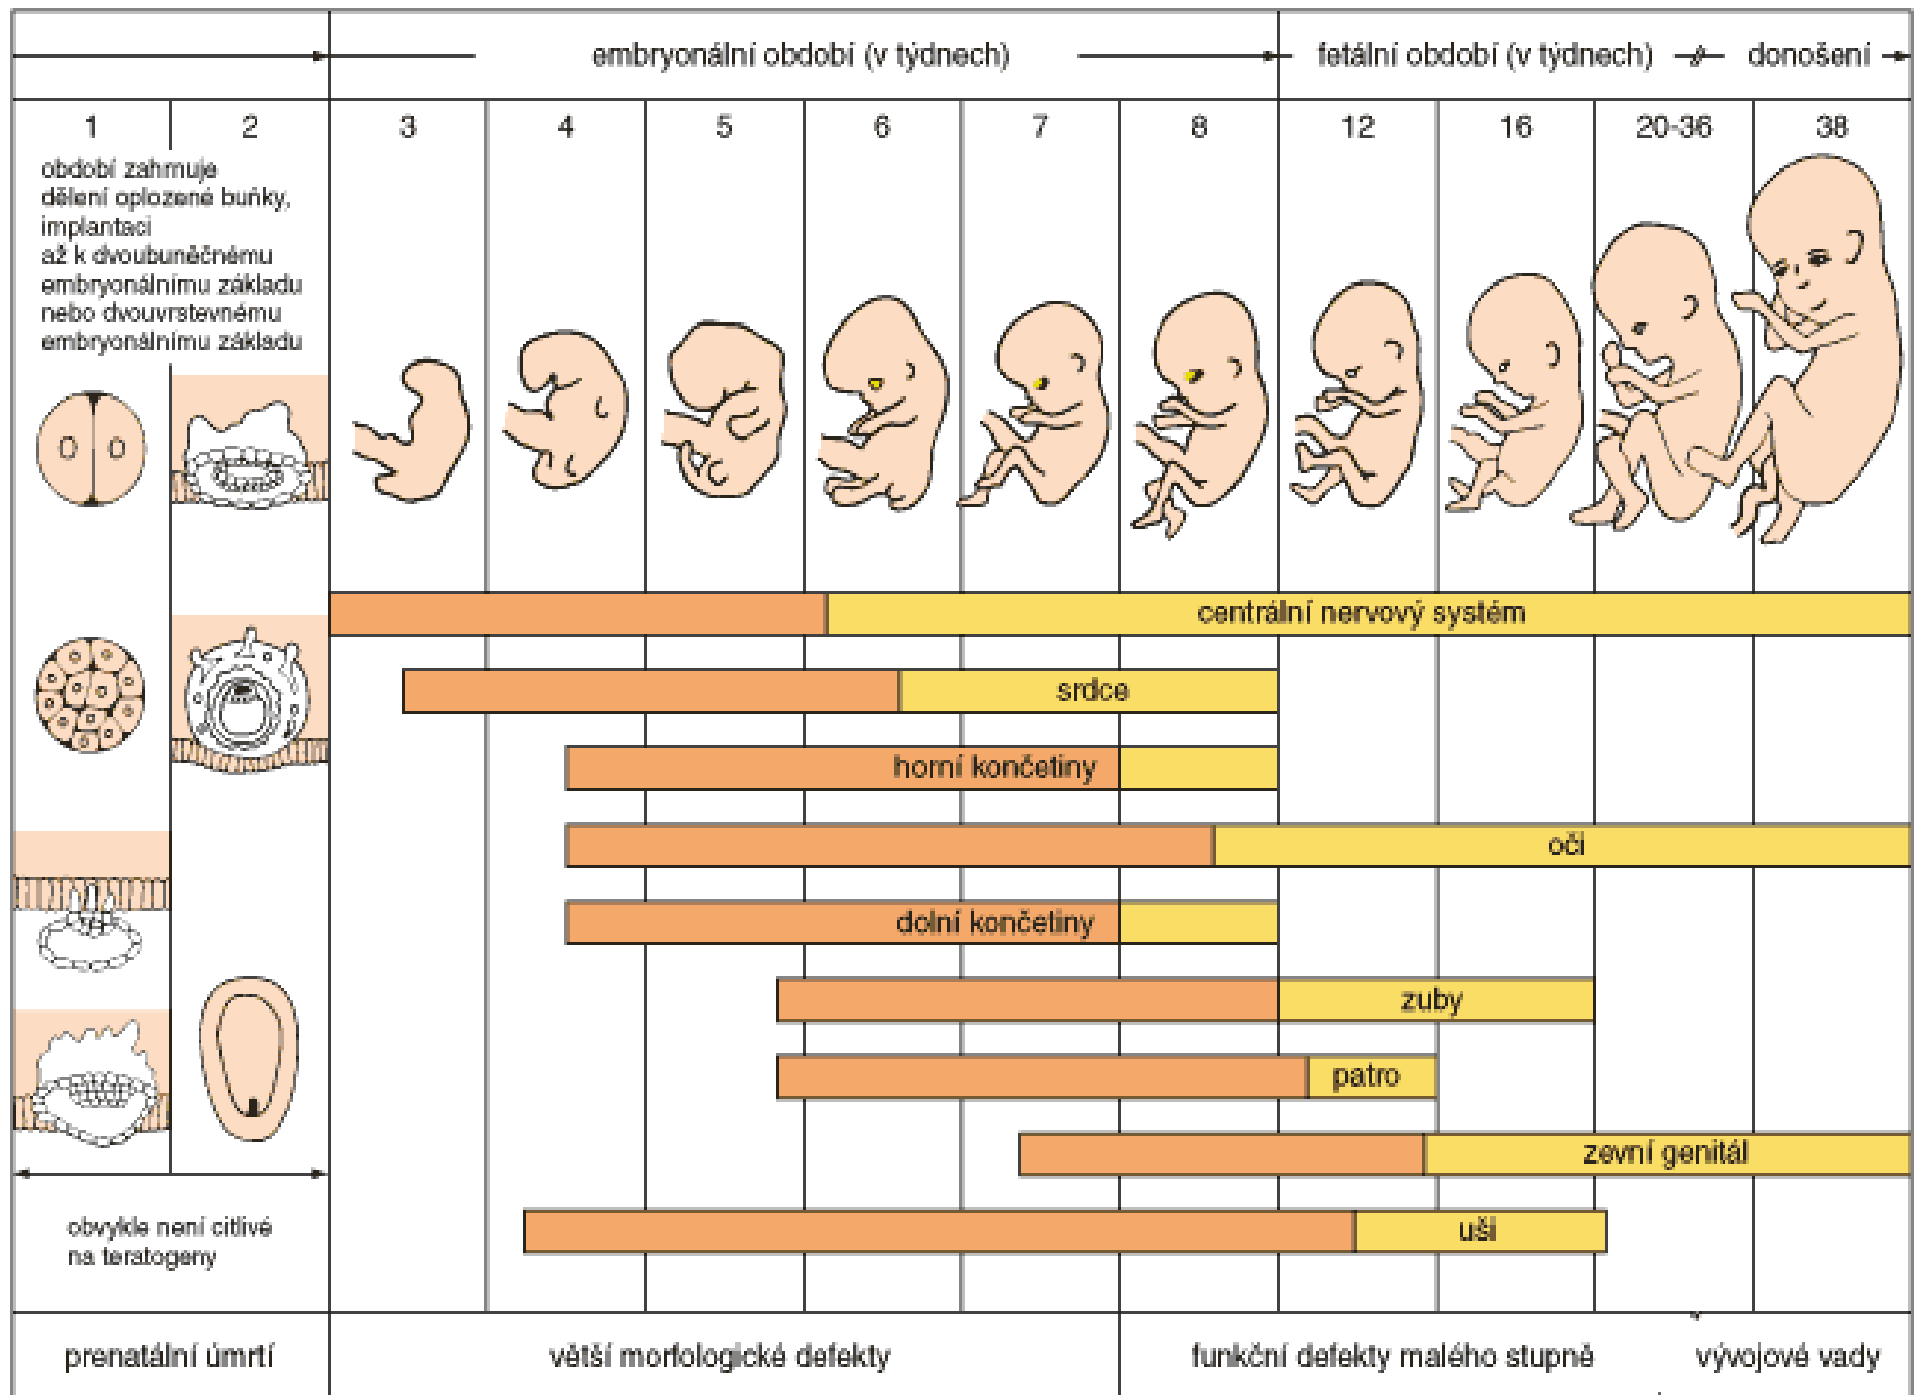 embryonální období (v týdnech)
fetální období (v týdnech)
donošení
1
2
3
4
5
6
7
8
12
16
20-36
38
období zahrnuje
dělení oplozené buňky,
implantaci
až k dvoubuněčnému
embryonálnímu základu
nebo dvouvrstevnému
embryonálnímu základu
centrální nervový systém
srdce
horní končetiny
oči
dolní končetiny
zuby
patro
zevní genitál
uši
obvykle není citlivé
na teratogeny
prenatální úmrtí
větší morfologické defekty
funkční defekty malého stupně
vývojové vady